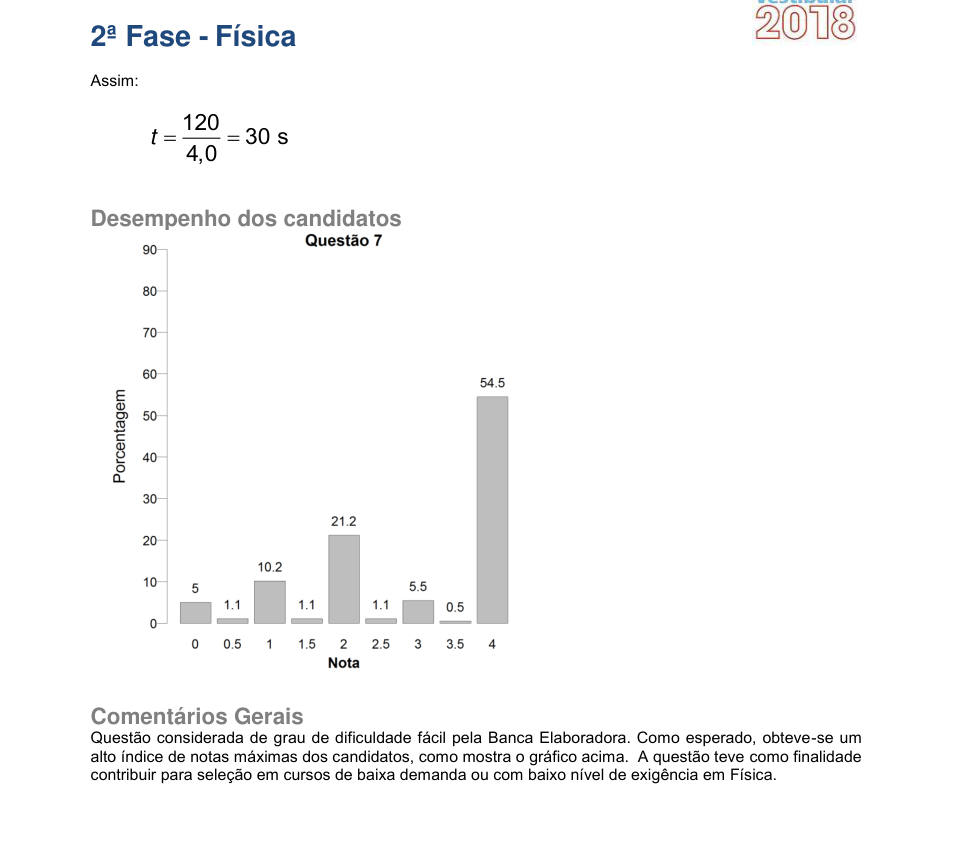 vestibular
2018
2ª Fase - Física
Assim:
t = 120/4,0 = 30 s
Desempenho dos candidatos
Questão 7
90
80
70
60
50
40
30
20
10
0
Porcentagem
5
1.1
10.2
1.1
21.2
1.1
5.5
0.5
54.5
0 0.5 1 1.5 2 2.5 3 3.5 4
Nota
Comentários Gerais
Questão considerada de grau de dificuldade fácil pela Banca Elaboradora. Como esperado, obteve-se um
alto índice de notas máximas dos candidatos, como mostra o gráfico acima. A questão teve como finalidade
contribuir para seleção em cursos de baixa demanda ou com baixo nível de exigência em Física.